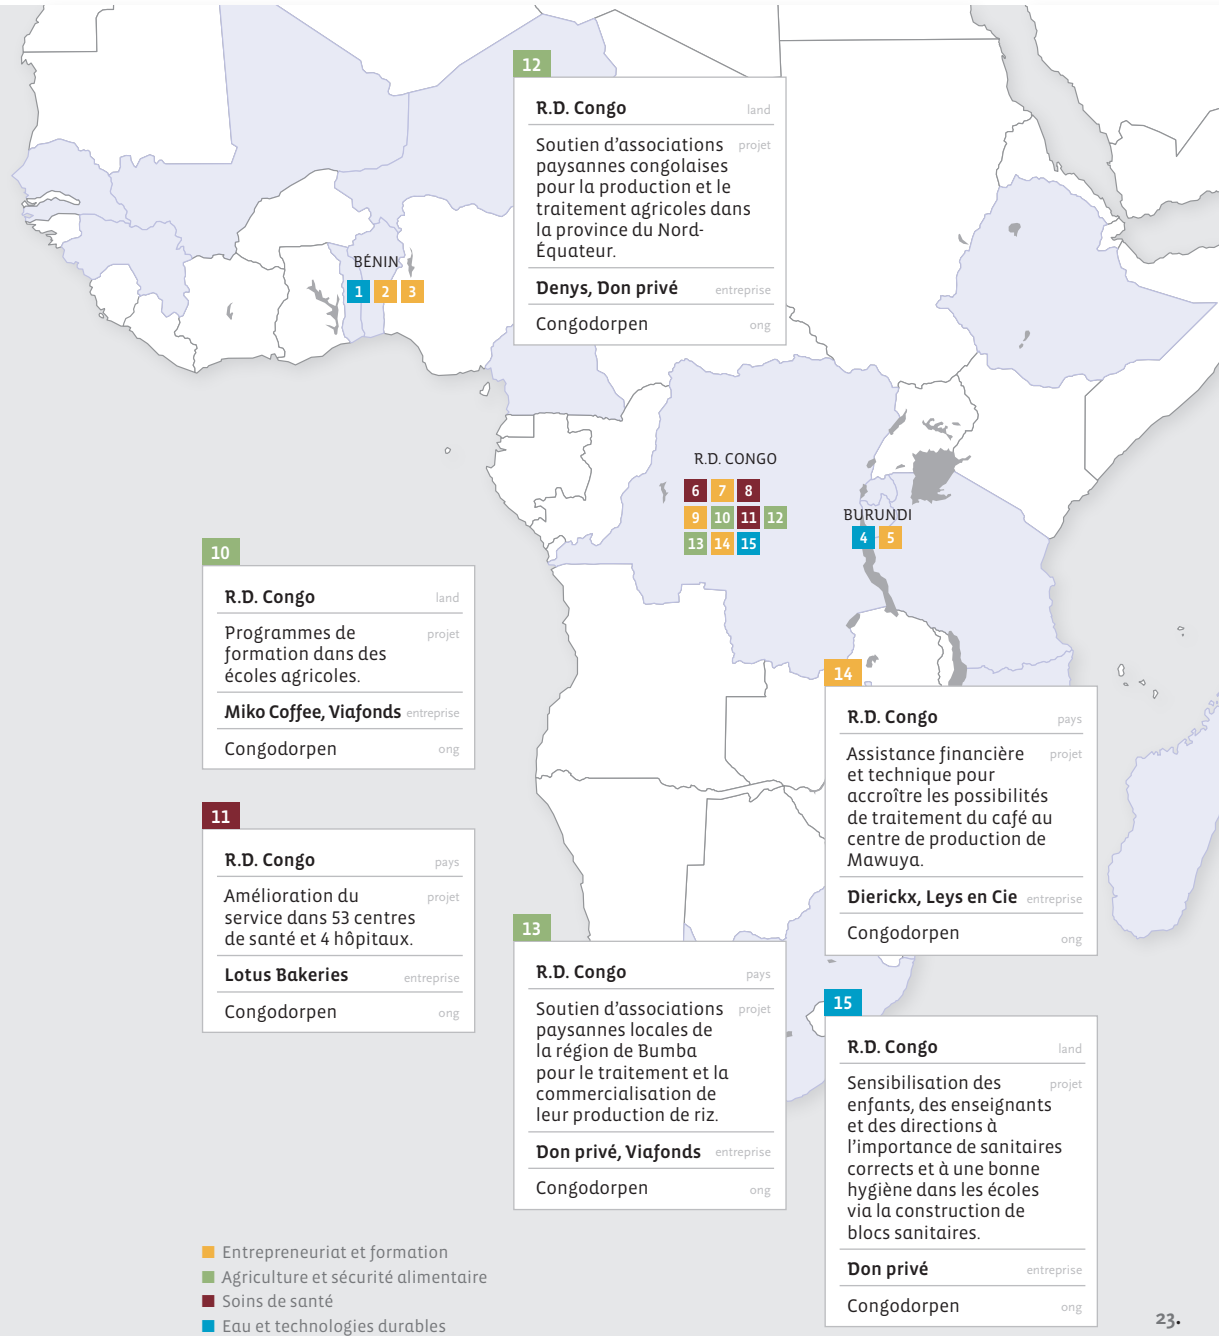 12
R.D. Congo land
Soutien d’associations projet
paysannes congolaises
pour la production et le
traitement agricoles dans
la province du Nord-
Équateur.
Denys, Don privé entreprise
Congodorpen ong
BÉNIN
1 2 3
R.D. CONGO
6 7 8
9 10 11 12
13 14 15
BURUNDI
4 5
10
R.D. Congo land
Programmes de projet
formation dans des
écoles agricoles.
Miko Coffee, Viafonds entreprise
Congodorpen ong
11
R.D. Congo pays
Amélioration du projet
service dans 53 centres
de santé et 4 hôpitaux.
Lotus Bakeries entreprise
Congodorpen ong
13
R.D. Congo pays
Soutien d’associations projet
paysannes locales de
la région de Bumba
pour le traitement et la
commercialisation de
leur production de riz.
Don privé, Viafonds entreprise
Congodorpen ong
14
R.D. Congo pays
Assistance financière projet
et technique pour
accroître les possibilités
de traitement du café au
centre de production de
Mawuya.
Dierickx, Leys en Cie entreprise
Congodorpen ong
15
R.D. Congo land
Sensibilisation des projet
enfants, des enseignants
et des directions à
l’importance de sanitaires
corrects et à une bonne
hygiène dans les écoles
via la construction de
blocs sanitaires.
Don privé entreprise
Congodorpen ong
Entrepreneuriat et formation
Agriculture et sécurité alimentaire
Soins de santé
Eau et technologies durables
23.